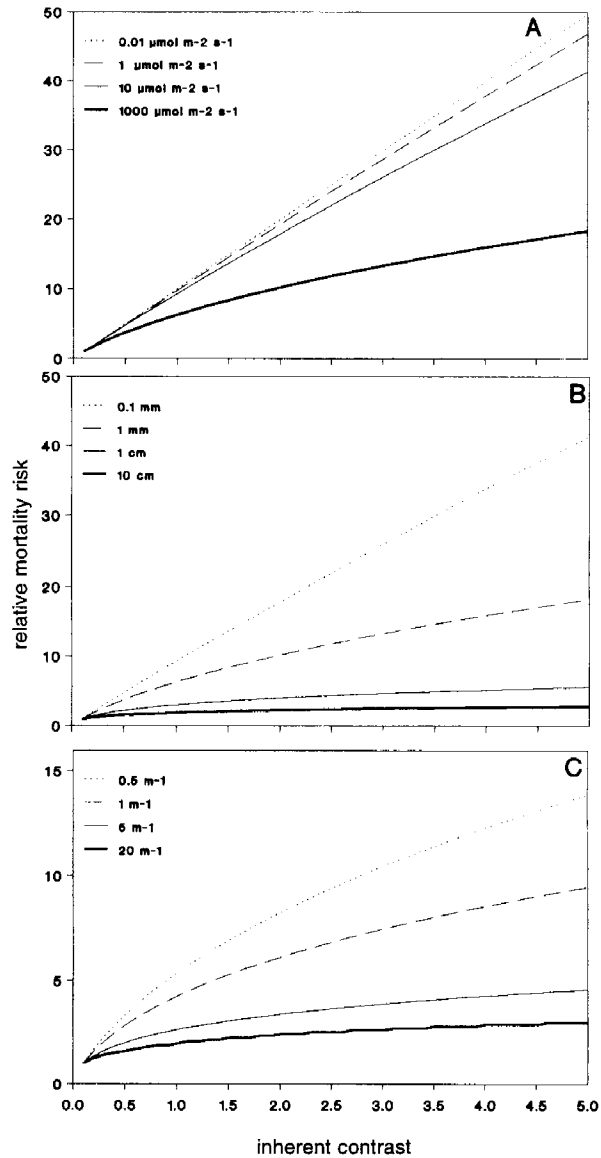 50
A
0.01 µmol m-2 s-1
1 µmol m-2 s-1
10 µmol m-2 s-1
1000 µmol m-2 s-1
40
30
20
10
0
50
B
0.1 mm
1 mm
1 cm
10 cm
40
30
20
10
0
relative mortality risk
C
15
0.5 m-1
1 m-1
5 m-1
20 m-1
10
5
0
0.0 0.5 1.0 1.5 2.0 2.5 3.0 3.5 4.0 4.5 5.0
inherent contrast